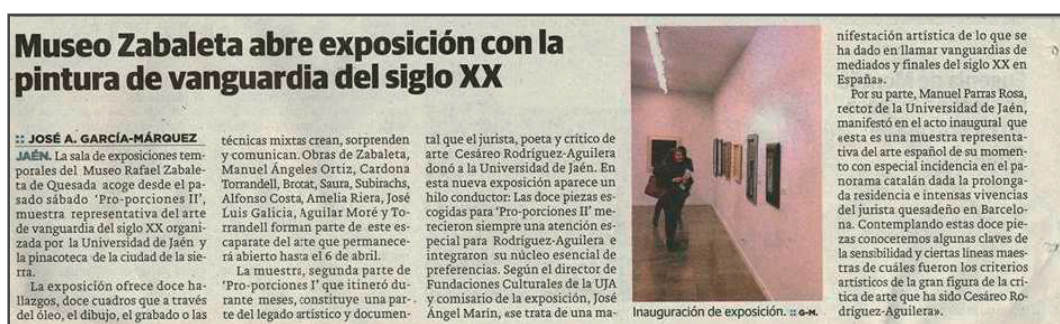 Museo Zabaleta abre exposición con la
pintura de vanguardia del siglo XX
:: JOSÉ A. GARCÍA-MÁRQUEZ
JAÉN. La sala de exposiciones tem-
porales del Museo Rafael Zabale-
ta de Quesada acoge desde el pa-
sado sábado ‘Pro-porciones II’,
muestra representativa del arte
de vanguardia del siglo XX organi-
zada por la Universidad de Jaén y
la pinacoteca de la ciudad de la sie-
rra.
La exposición ofrece doce ha-
llazgos, doce cuadros que a través
del óleo, el dibujo, el grabado o las
técnicas mixtas crean, sorprenden
y comunican. Obras de Zabaleta,
Manuel Ángeles Ortiz, Cardona
Torrandell, Brotat, Saura, Subirachs,
Alfonso Costa, Amelia Riera, José
Luis Galicia, Aguilar Moré y To-
rrandell forman parte de este es-
caparate del arte que permanece-
rá abierto hasta el 6 de abril.
La muestra, segunda parte de
‘Pro-porciones I’ que itineró du-
rante meses, constituye una par-
te del legado artístico y documen-
tal que el jurista, poeta y crítico de
arte Cesáreo Rodríguez-Aguilera
donó a la Universidad de Jaén. En
esta nueva exposición aparece un
hilo conductor: Las doce piezas es-
cogidas para ‘Pro-porciones II’ me-
recieron siempre una atención es-
pecial para Rodríguez-Aguilera e
integraron su núcleo esencial de
preferencias. Según el director de
Fundaciones Culturales de la UJA
y comisario de la exposición, José
Ángel Marín, «se trata de una ma-
Inauguración de exposición. :: G-M.
nifestación artística de lo que se
ha dado en llamar vanguardias de
mediados y finales del siglo XX en
España».
Por su parte, Manuel Parras Rosa,
rector de la Universidad de Jaén,
manifestó en el acto inaugural que
«esta es una muestra representa-
tiva del arte español de su momen-
to con especial incidencia en el pa-
norama catalán dada la prolonga-
da residencia e intensas vivencias
del jurista quesadeño en Barcelo-
na. Contemplando estas doce pie-
zas conoceremos algunas claves de
la sensibilidad y ciertas líneas maes-
tras de cuáles fueron los criterios
artísticos de la gran figura de la crí-
tica de arte que ha sido Cesáreo Ro-
dríguez-Aguilera».